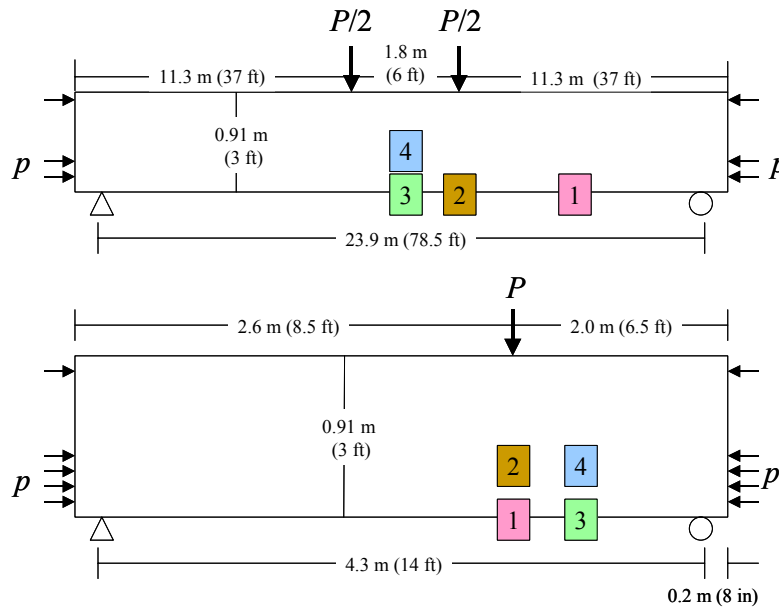 P/2 P/2
11.3 m (37 ft) 1.8 m (6 ft) 11.3 m (37 ft)
0.91 m
(3 ft)
p p
4
3 2 1
23.9 m (78.5 ft)
P
2.6 m (8.5 ft) 2.0 m (6.5 ft)
0.91 m
(3 ft)
2 4
p p
1 3
4.3 m (14 ft)
0.2 m (8 in)